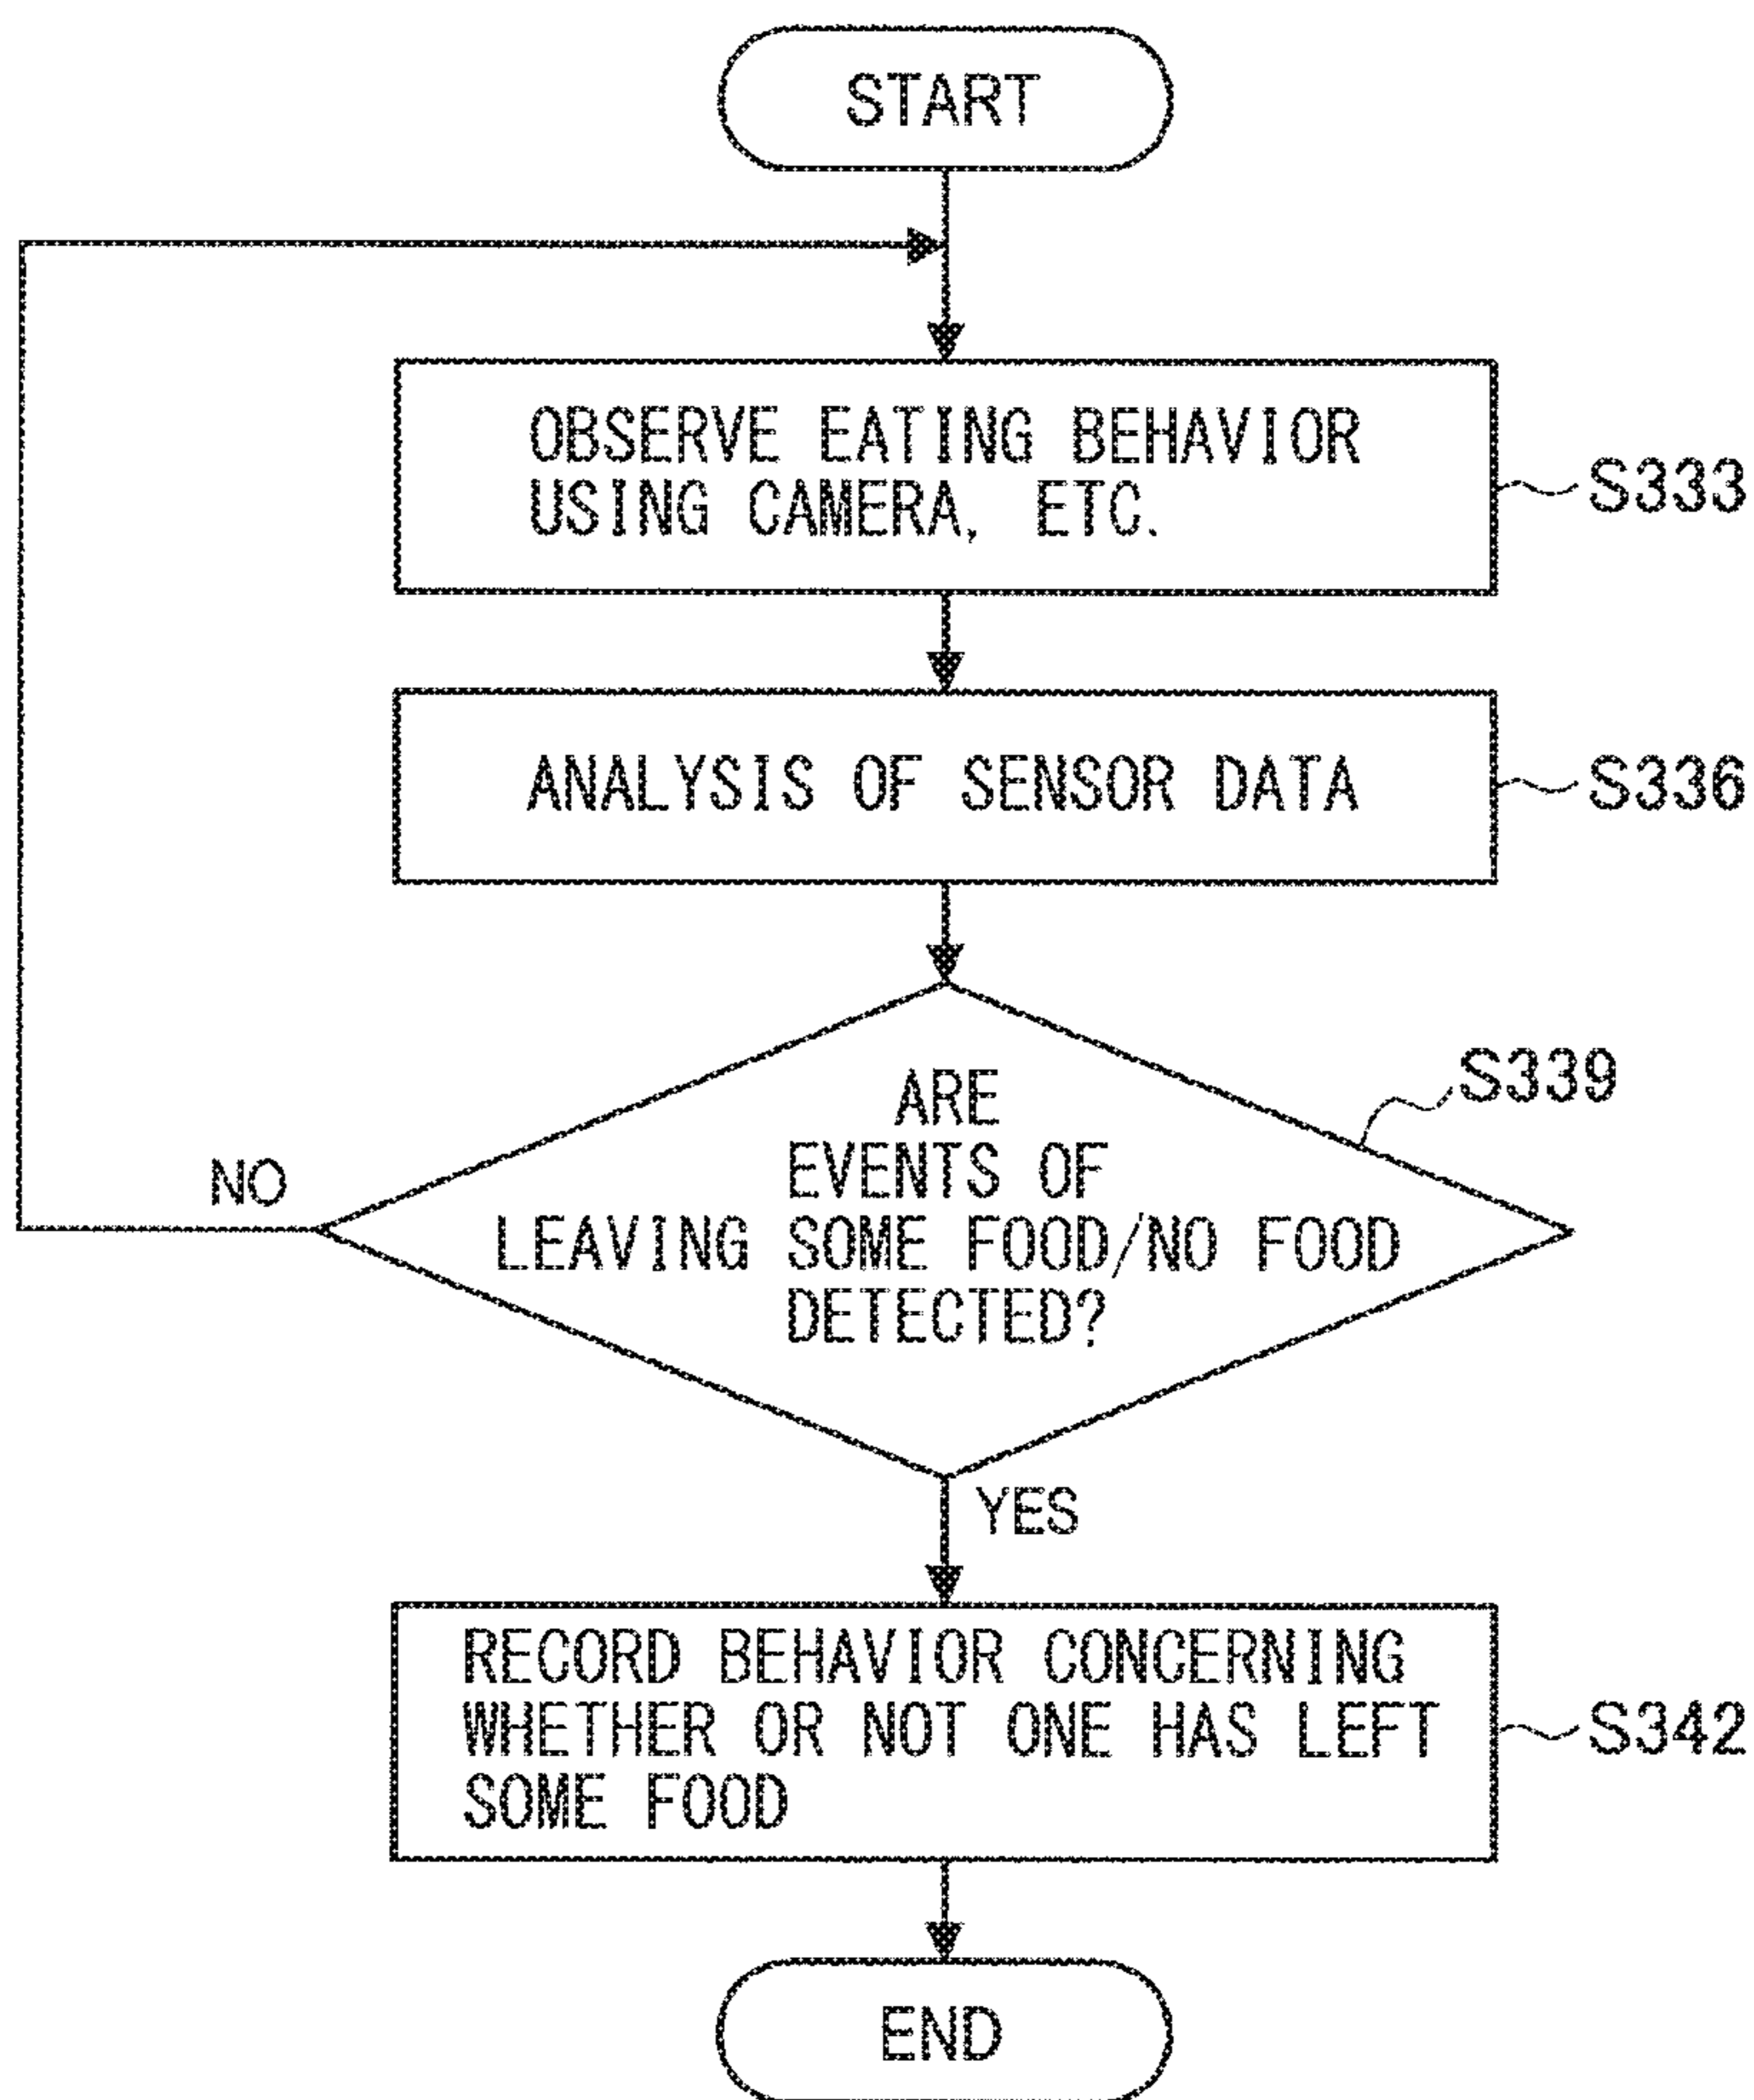 START
OBSERVE EATING BEHAVIOR
USING CAMERA, ETC.
S333
ANALYSIS OF SENSOR DATA
S336
ARE
EVENTS OF
LEAVING SOME FOOD/NO FOOD
DETECTED?
S339
NO
YES
RECORD BEHAVIOR CONCERNING
WHETHER OR NOT ONE HAS LEFT
SOME FOOD
S342
END